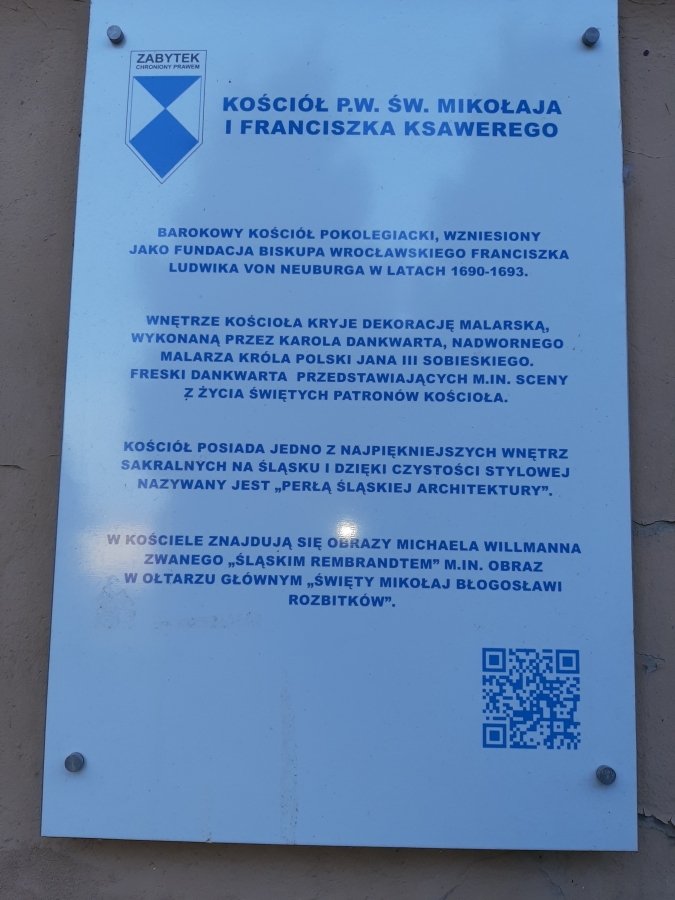 ZABYTEK
CHRONIONY PRAWEM
KOŚCIÓŁ P.W. ŚW. MIKOŁAJA
I FRANCISZKA KSAWEREGO
BAROKOWY KOŚCIÓŁ POKOLEGIACKI, WZNIESIONY
JAKO FUNDACJA BISKUPA WROCŁAWSKIEGO FRANCISZKA
LUDWIKA VON NEUBURGA W LATACH 1690-1693.
WNĘTRZE KOŚCIOŁA KRYJE DEKORACJĘ MALARSKĄ,
WYKONANĄ PRZEZ KAROLA DANKWARTA, NADWORNEGO
MALARZA KRÓLA POLSKI JANA III SOBIESKIEGO.
FRESKI DANKWARTA PRZEDSTAWIAJĄCYCH M.IN. SCENY
Z ŻYCIA ŚWIĘTYCH PATRONÓW KOŚCIOŁA.
KOŚCIÓŁ POSIADA JEDNO Z NAJPIĘKNIEJSZYCH WNĘTRZ
SAKRALNYCH NA ŚLĄSKU I DZIĘKI CZYSTOŚCI STYLOWEJ
NAZYWANY JEST „PERŁĄ ŚLĄSKIEJ ARCHITEKTURY”.
W KOŚCIELE ZNAJDUJĄ SIĘ OBRAZY MICHAELA WILLMANNA
ZWANEGO „ŚLĄSKIM REMBRANDTEM” M.IN. OBRAZ
W OŁTARZU GŁÓWNYM „ŚWIĘTY MIKOŁAJ BŁOGOSŁAWI
ROZBITKÓW”.